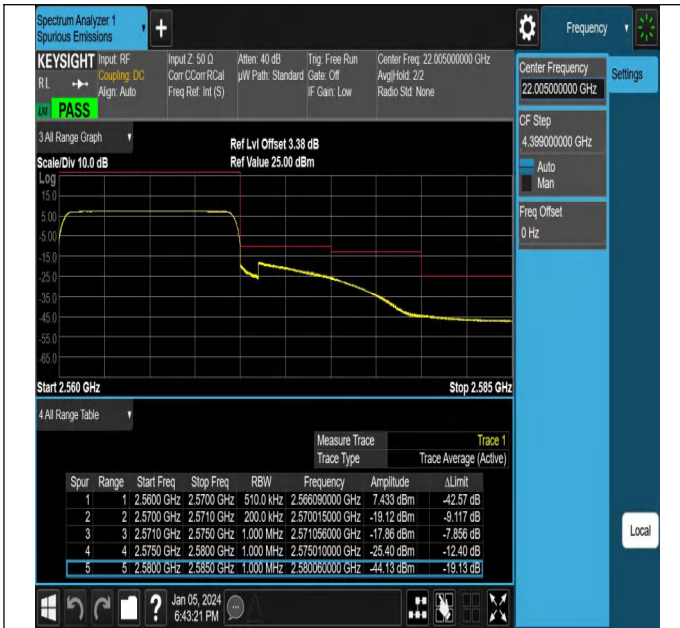 Spectrum Analyzer 1
Spurious Emissions
Frequency
KEYSIGHT
RL
Input: RF
Coupling: DC
Align: Auto
Input Z: 50 Ω
Corr CCorr RCal
Freq Ref: Int (S)
Atten: 40 dB
µW Path: Standard
Trig: Free Run
Gate: Off
IF Gain: Low
Center Freq: 22.005000000 GHz
Avg|Hold: 2/2
Radio Std: None
PASS
3 All Range Graph
Scale/Div 10.0 dB
Ref Lvl Offset 3.38 dB
Ref Value 25.00 dBm
Log
15.0
5.00
-5.00
-15.0
-25.0
-35.0
-45.0
-55.0
-65.0
Start 2.560 GHz
Stop 2.585 GHz
4 All Range Table
Measure Trace Trace 1
Trace Type Trace Average (Active)
Spur Range Start Freq Stop Freq RBW Frequency Amplitude ΔLimit
1 1 2.5600 GHz 2.5700 GHz 510.0 kHz 2.566090000 GHz 7.433 dBm -42.57 dB
2 2 2.5700 GHz 2.5710 GHz 200.0 kHz 2.570015000 GHz -19.12 dBm -9.117 dB
3 3 2.5710 GHz 2.5750 GHz 1.000 MHz 2.571056000 GHz -17.86 dBm -7.856 dB
4 4 2.5750 GHz 2.5800 GHz 1.000 MHz 2.575010000 GHz -25.40 dBm -12.40 dB
5 5 2.5800 GHz 2.5850 GHz 1.000 MHz 2.580060000 GHz -44.13 dBm -19.13 dB
Center Frequency
22.005000000 GHz
Settings
CF Step
4.399000000 GHz
Auto
Man
Freq Offset
0 Hz
Local
Jan 05, 2024
6:43:21 PM